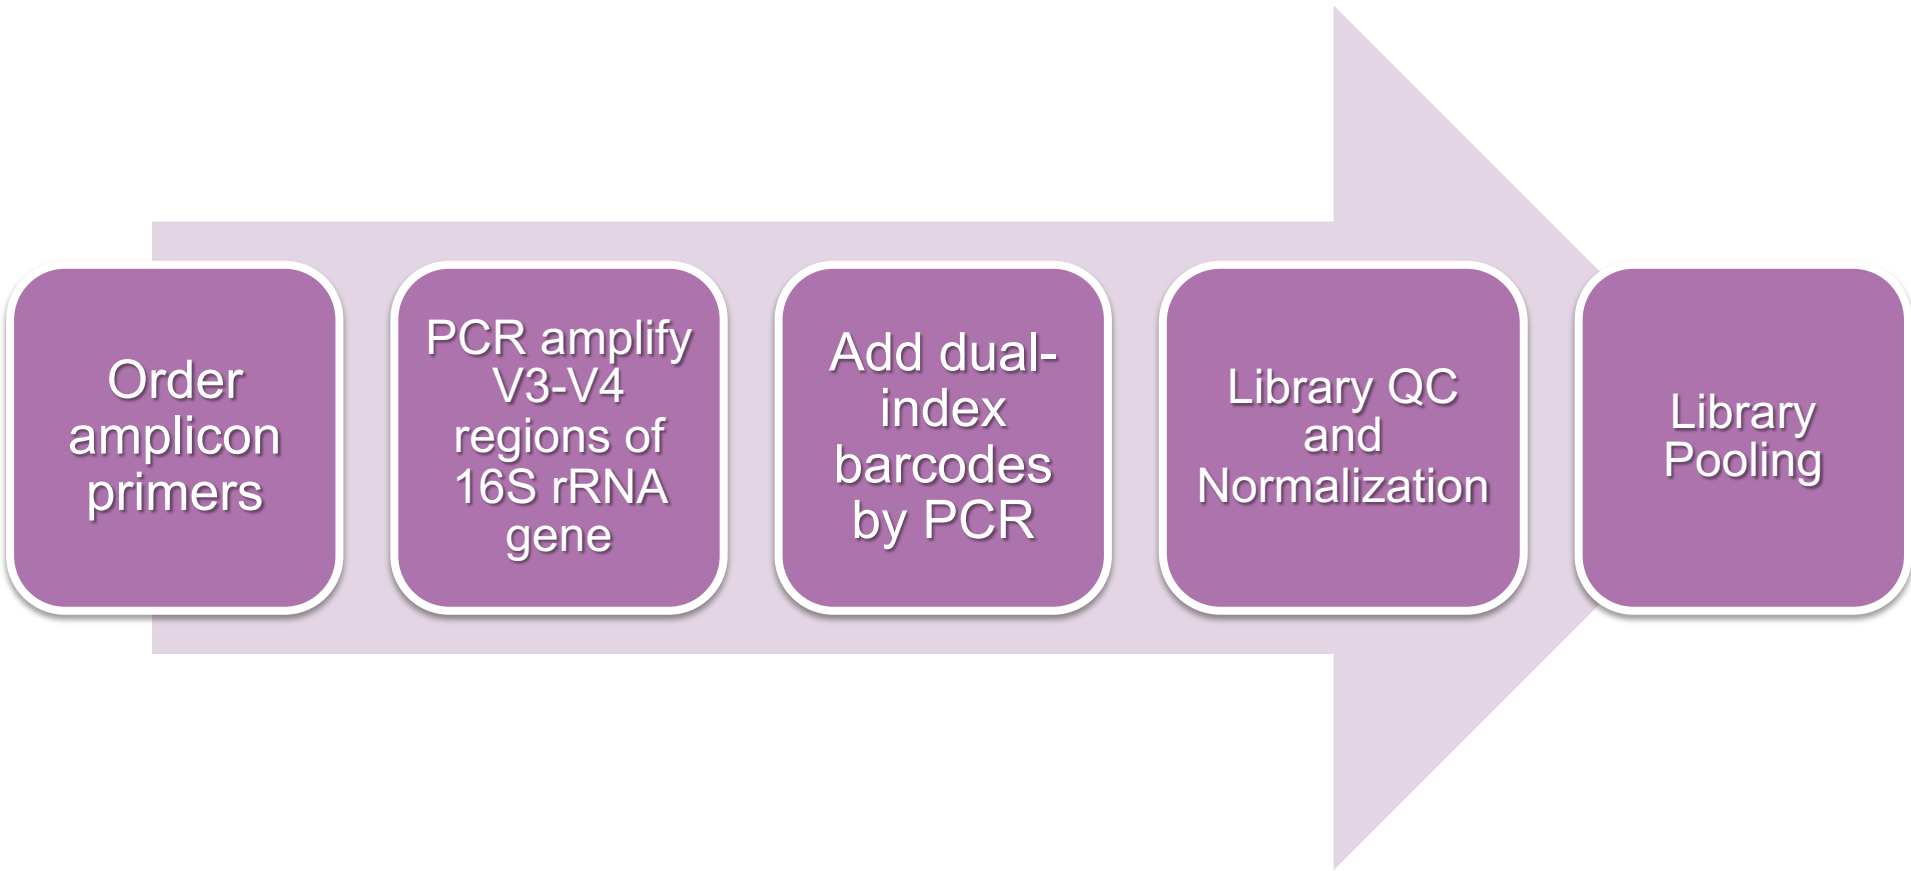 Order
amplicon
primers
PCR amplify
V3-V4
regions of
16S rRNA
gene
Add dual-
index
barcodes
by PCR
Library QC
and
Normalization
Library
Pooling